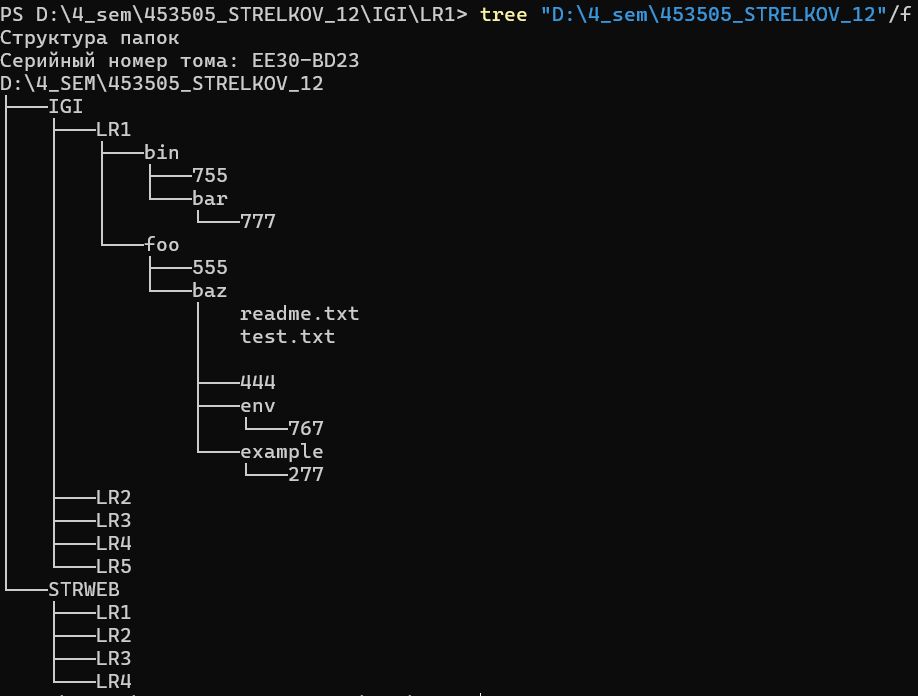 PS D:\4_sem\453505_STRELKOV_12\IGI\LR1> tree "D:\4_sem\453505_STRELKOV_12"/f
Структура папок
Серийный номер тома: EE30-BD23
D:\4_SEM\453505_STRELKOV_12
├───IGI
│   ├───LR1
│   │   ├───bin
│   │   │   ├───755
│   │   │   └───bar
│   │   │       └───777
│   │   └───foo
│   │       ├───555
│   │       └───baz
│   │           │   readme.txt
│   │           │   test.txt
│   │           │
│   │           ├───444
│   │           ├───env
│   │           │   └───767
│   │           └───example
│   │               └───277
│   ├───LR2
│   ├───LR3
│   ├───LR4
│   └───LR5
└───STRWEB
    ├───LR1
    ├───LR2
    ├───LR3
    └───LR4